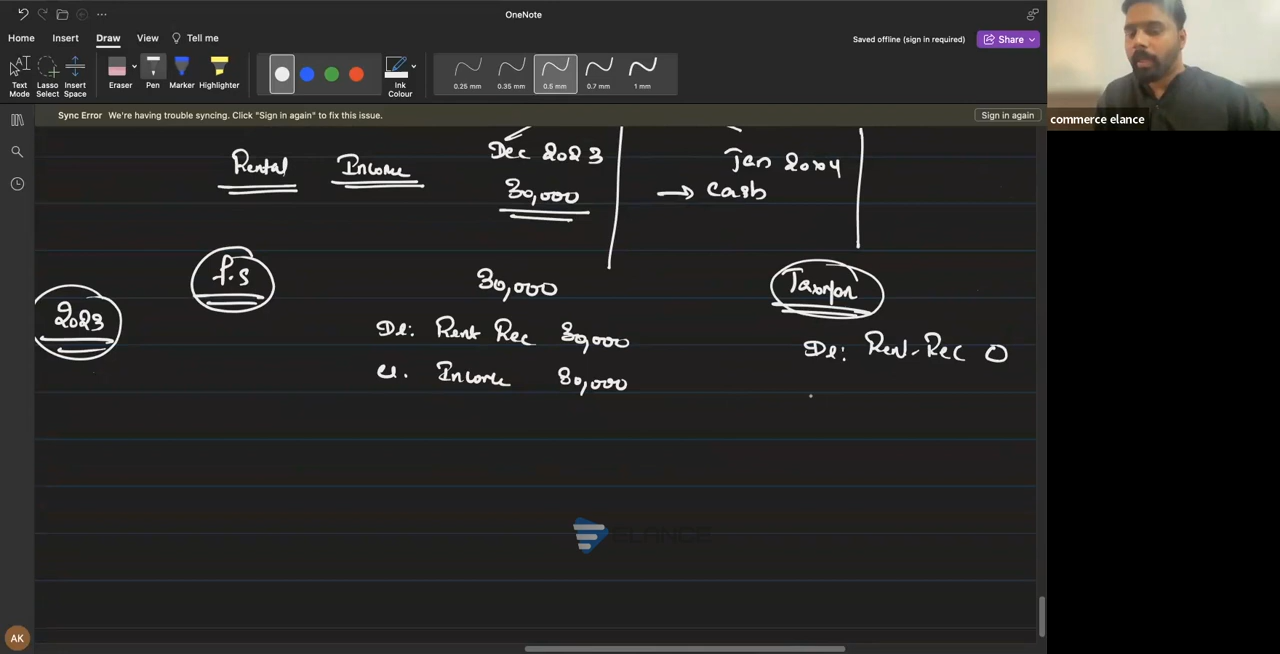 OneNote
Home Insert Draw View Tell me
Saved offline (sign in required)
Share
Text Mode
Lasso Select
Insert Space
Eraser
Pen
Marker
Highlighter
Ink Colour
0.25 mm 0.35 mm 0.5 mm 0.7 mm 1 mm
commerce elance
Sync Error We're having trouble syncing. Click "Sign in again" to fix this issue.
Sign in again
Rental Income Dec 2023 Jan 2024
30,000 → Cash
2023
f.s 30,000
Dr: Rent Rec 30,000
Cr. Income 30,000
Dr: Rent-Rec 0
ELANCE
AK